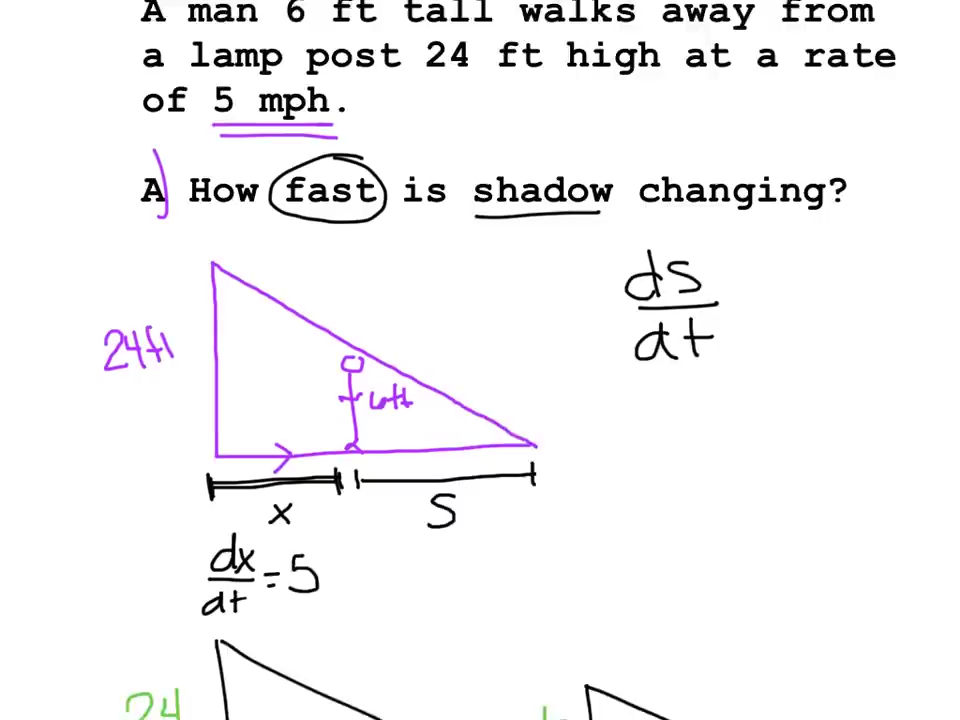 A man 6 ft tall walks away from
a lamp post 24 ft high at a rate
of 5 mph.
A) How fast is shadow changing?
ds
dt
24ft
6ft
x
S
dx
dt
=5
24